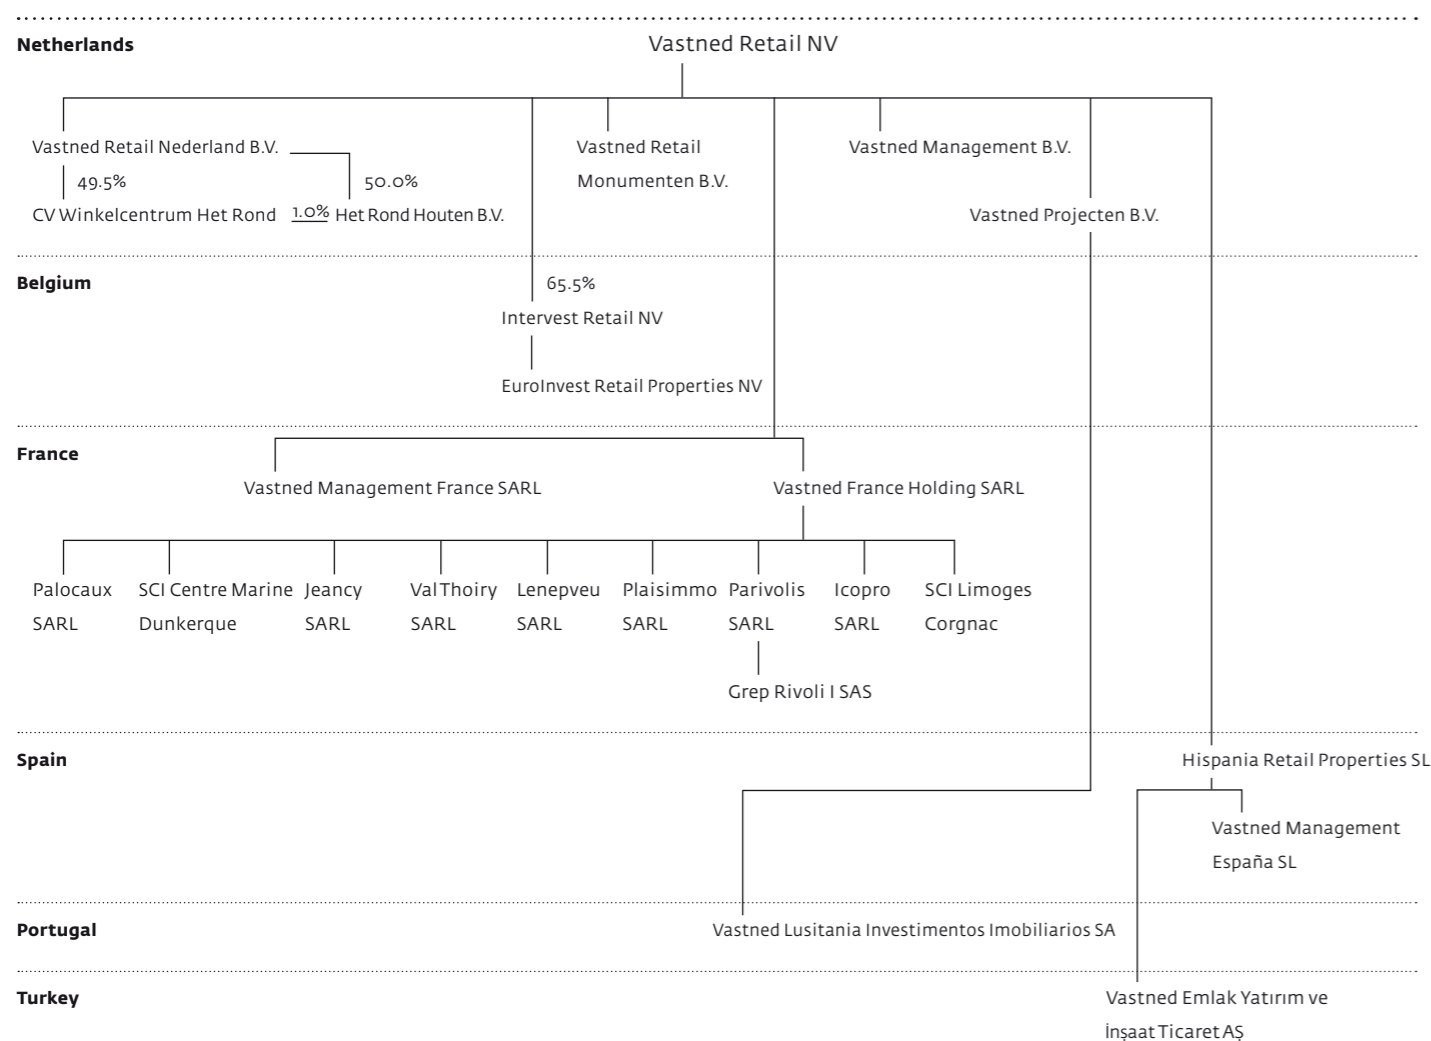 Netherlands
Vastned Retail NV
Vastned Retail Nederland B.V.
Vastned Retail
Monumenten B.V.
Vastned Management B.V.
49.5%
50.0%
CV Winkelcentrum Het Rond
1.0%
Het Rond Houten B.V.
Vastned Projecten B.V.
Belgium
65.5%
Intervest Retail NV
EuroInvest Retail Properties NV
France
Vastned Management France SARL
Vastned France Holding SARL
Palocaux
SARL
SCI Centre Marine
Dunkerque
Jeancy
SARL
Val Thoiry
SARL
Lenepveu
SARL
Plaisimmo
SARL
Parivolis
SARL
Icopro
SARL
SCI Limoges
Corgnac
Grep Rivoli I SAS
Spain
Hispania Retail Properties SL
Vastned Management
España SL
Portugal
Vastned Lusitania Investimentos Imobiliarios SA
Turkey
Vastned Emlak Yatırım ve
İnşaat Ticaret AŞ